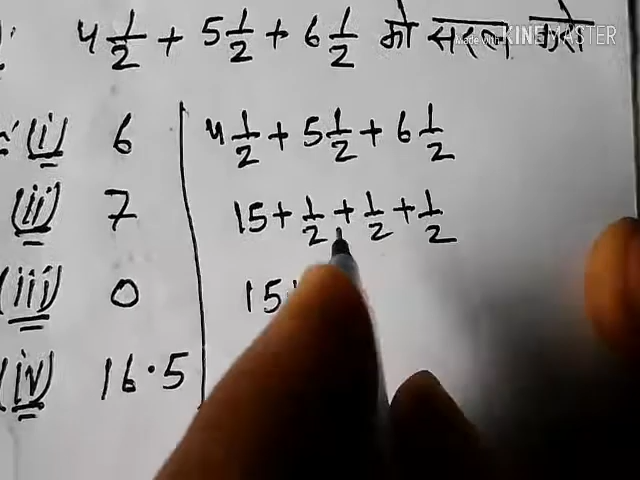 4 1/2 + 5 1/2 + 6 1/2 को सरल करो
Made With KINEMASTER
(i) 6
(ii) 7
(iii) 0
(iv) 16.5
4 1/2 + 5 1/2 + 6 1/2
15 + 1/2 + 1/2 + 1/2
15